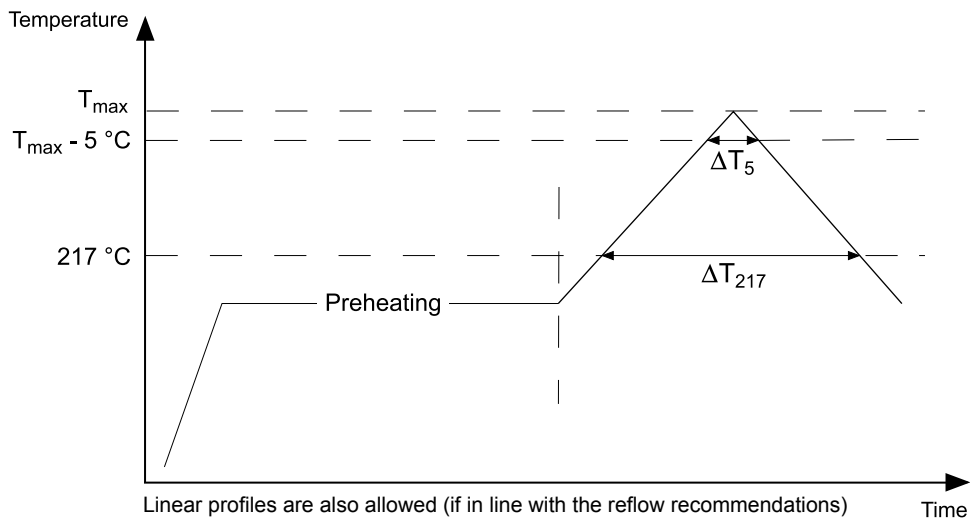 Temperature
Tmax
Tmax - 5 °C
ΔT5
217 °C
ΔT217
Preheating
Linear profiles are also allowed (if in line with the reflow recommendations)
Time